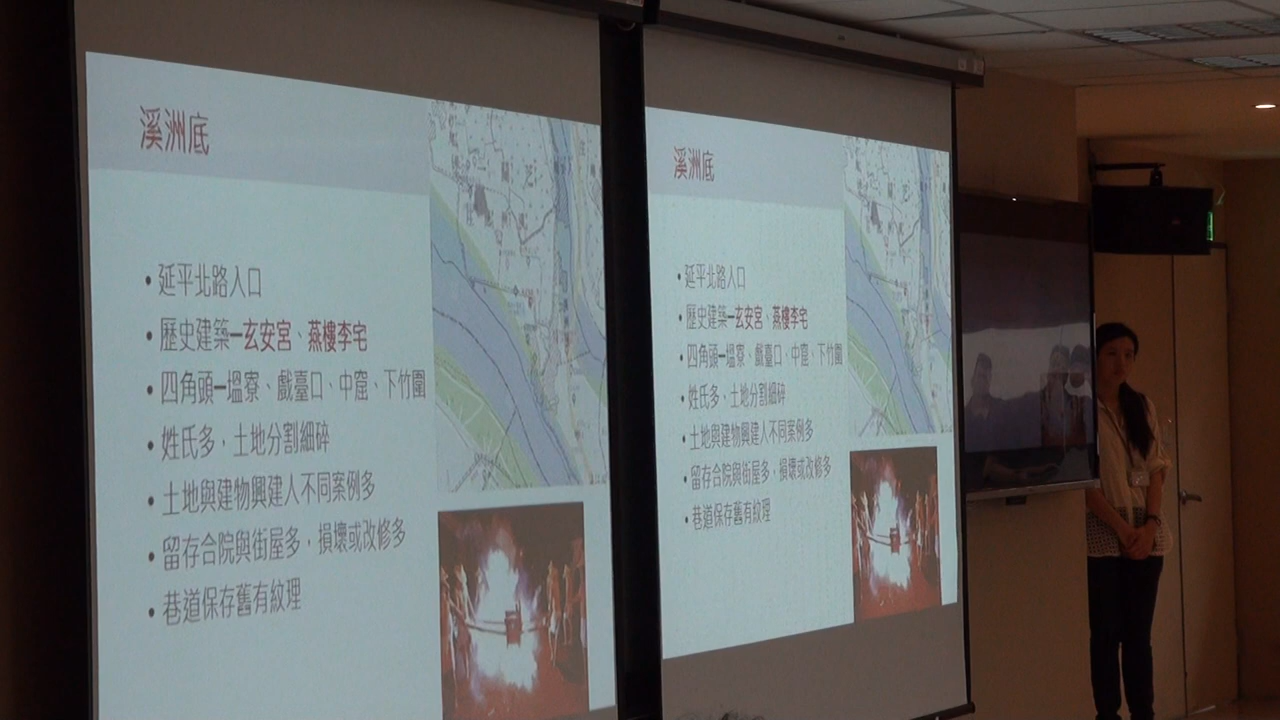 溪洲底
•延平北路入口
•歷史建築—玄安宮、燕樓李宅
•四角頭—塭寮、戲臺口、中窟、下竹圍
•姓氏多，土地分割細碎
•土地與建物興建人不同案例多
•留存合院與街屋多，損壞或改修多
•巷道保存舊有紋理
溪洲底
•延平北路入口
•歷史建築—玄安宮、燕樓李宅
•四角頭—塭寮、戲臺口、中窟、下竹圍
•姓氏多，土地分割細碎
•土地與建物興建人不同案例多
•留存合院與街屋多，損壞或改修多
•巷道保存舊有紋理